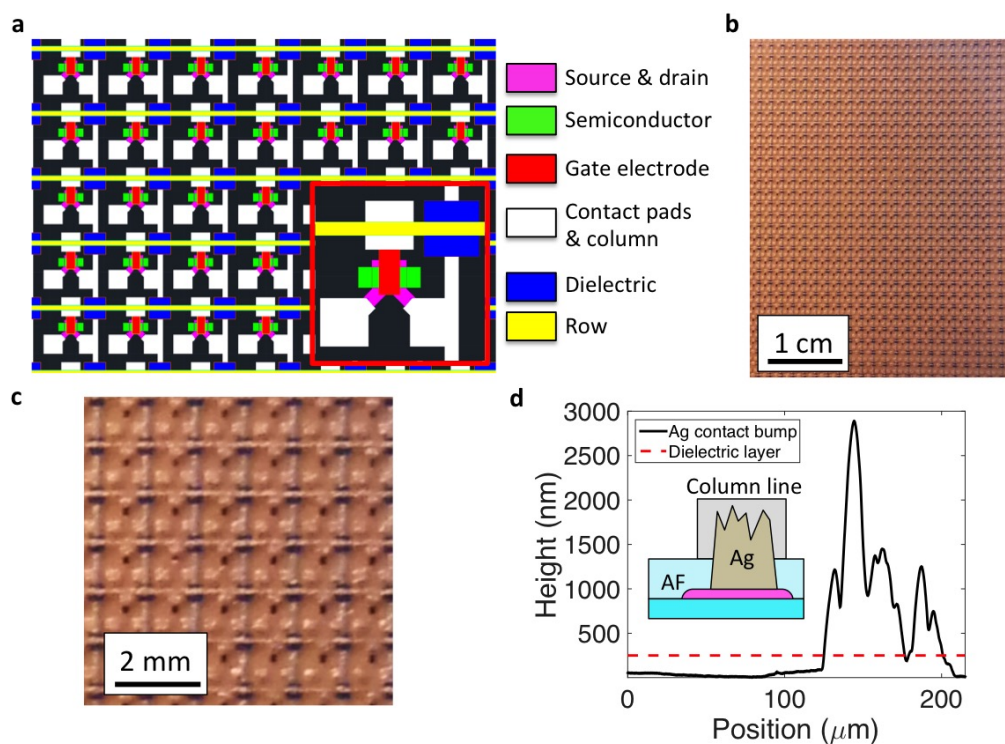 a
Source & drain
Semiconductor
Gate electrode
Contact pads
& column
Dielectric
Row
b
1 cm
c
2 mm
d
3000
2500
2000
1500
1000
500
Height (nm)
Ag contact bump
Dielectric layer
Column line
Ag
AF
0
100
200
Position (μm)